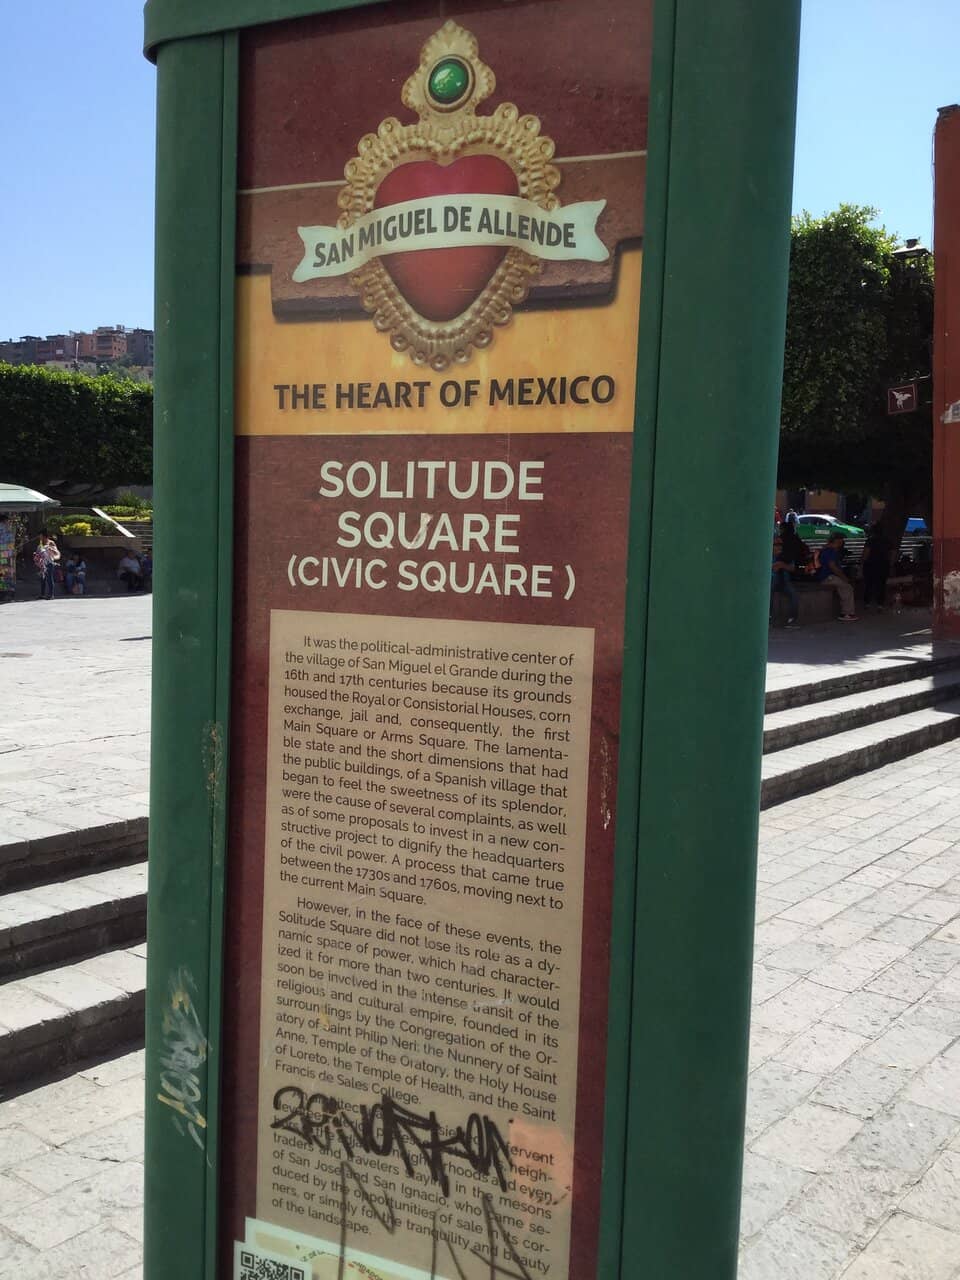 SAN MIGUEL DE ALLENDE
THE HEART OF MEXICO
SOLITUDE
SQUARE
(CIVIC SQUARE )
It was the political-administrative center of
the village of San Miguel el Grande during the
16th and 17th centuries because its grounds
housed the Royal or Consistorial Houses, corn
exchange, jail and, consequently, the first
Main Square or Arms Square. The lamenta-
ble state and the short dimensions that had
the public buildings, of a Spanish village that
began to feel the sweetness of its splendor,
were the cause of several complaints, as well
as of some proposals to invest in a new con-
structive project to dignify the headquarters
of the civil power. A process that came true
between the 1730s and 1760s, moving next to
the current Main Square.
However, in the face of these events, the
Solitude Square did not lose its role as a dy-
namic space of power, which had character-
ized it for more than two centuries. It would
soon be involved in the intense transit of the
religious and cultural empire, founded in its
surroundings by the Congregation of the Or-
atory of Saint Philip Neri: the Nunnery of Saint
Anne, Temple of the Oratory, the Holy House
of Loreto, the Temple of Health, and the Saint
Francis de Sales College.
fervent
neigh-
rhoods and even,
traders and travelers staying in the mesons
of San José and San Ignacio, who came se-
duced by the opportunities of sale in its cor-
ners, or simply for the tranquility and beauty
of the landscape.